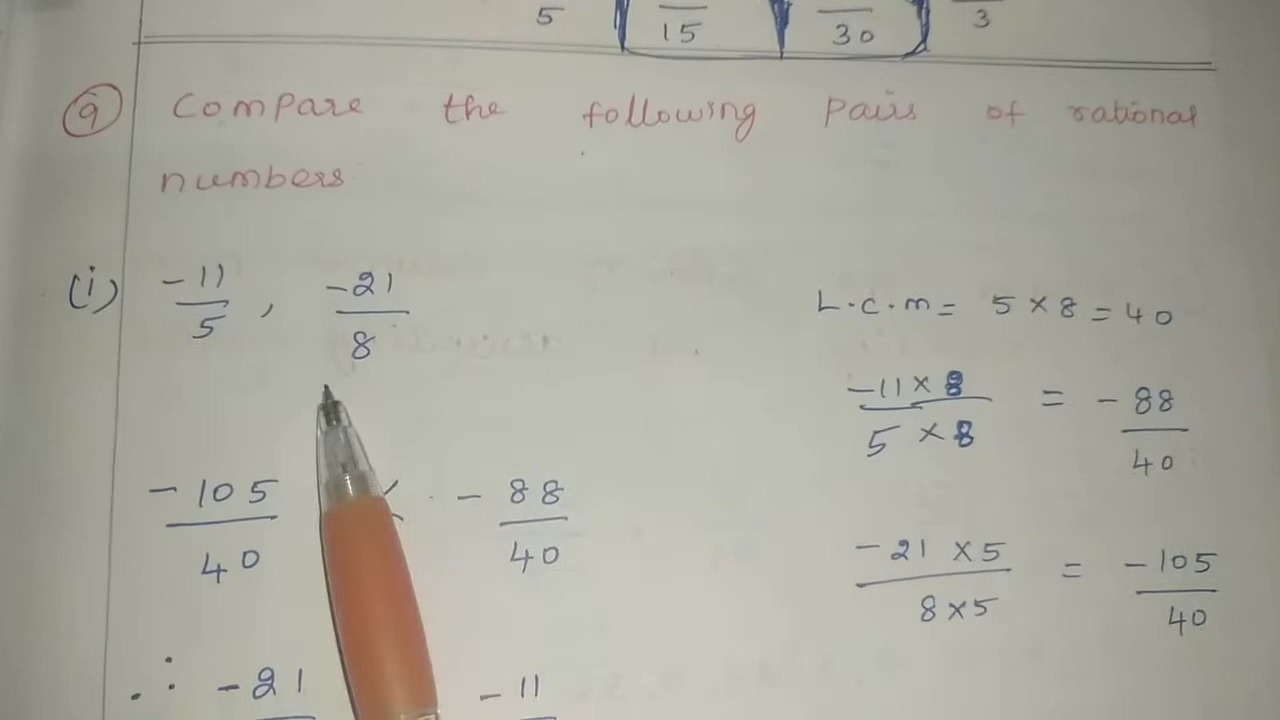 5 15 30 3
9 Compare the following pairs of rational
numbers
(i) -11/5 , -21/8
L.C.M = 5 × 8 = 40
-11 × 8 / 5 × 8 = -88/40
-105/40 < -88/40
-21 × 5 / 8 × 5 = -105/40
∴ -21 -11